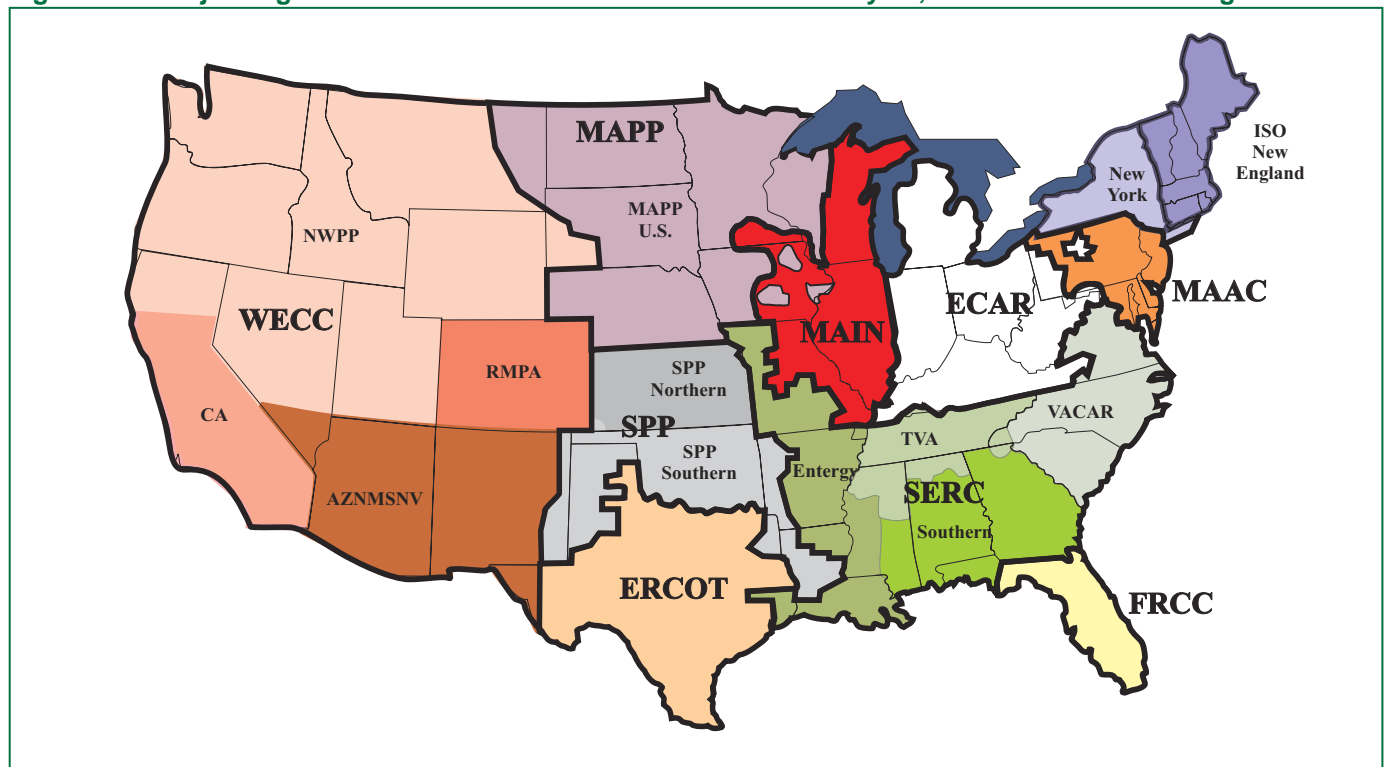 ISO
New
England
MAPP
New
York
MAPP
U.S.
NWPP
MAAC
ECAR
WECC
MAIN
SPP
Northern
RMPA
CA
VACAR
SPP
TVA
SPP
Southern
Entergy
AZNMSNV
SERC
Southern
ERCOT
FRCC